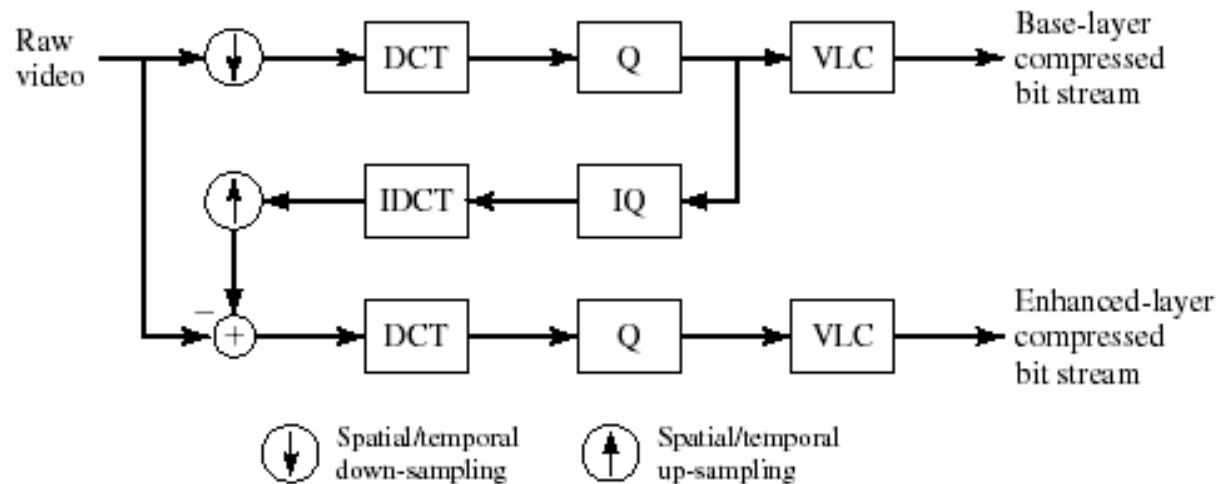 Raw
video
DCT
Q
VLC
Base-layer
compressed
bit stream
IDCT
IQ
−
+
DCT
Q
VLC
Enhanced-layer
compressed
bit stream
Spatial/temporal
down-sampling
Spatial/temporal
up-sampling